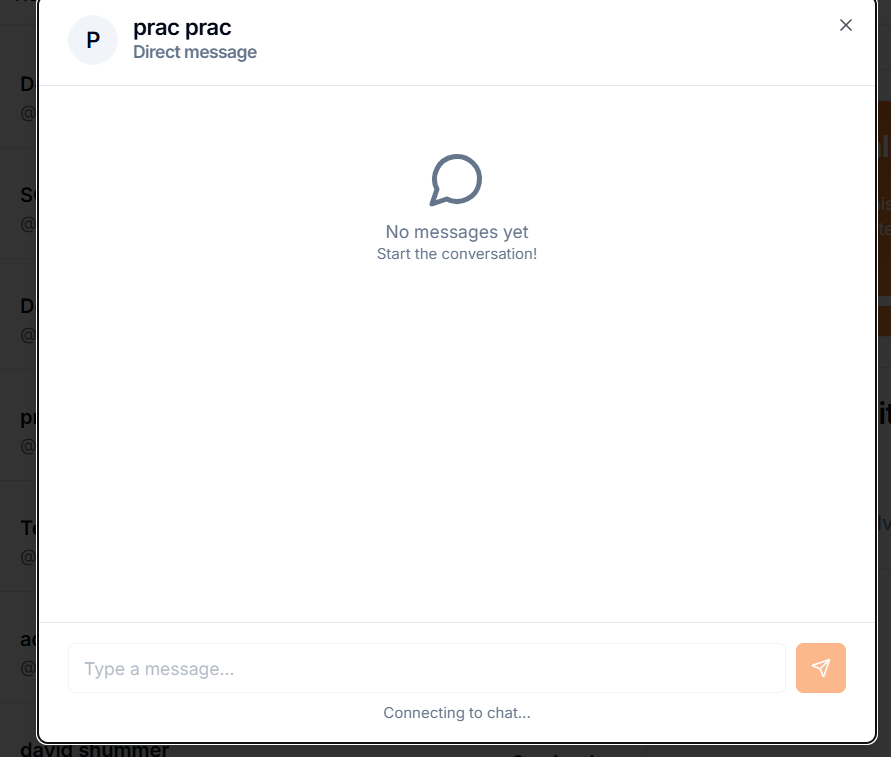 P
prac prac
Direct message
No messages yet
Start the conversation!
Type a message...
Connecting to chat...
david shummer